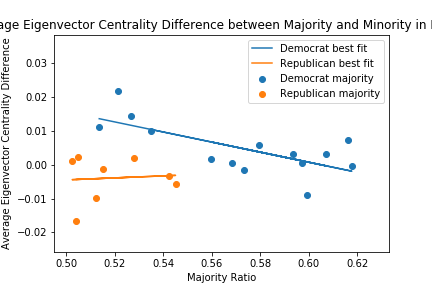 age Eigenvector Centrality Difference between Majority and Minority in
Average Eigenvector Centrality Difference
0.03
0.02
0.01
0.00
−0.01
−0.02
Democrat best fit
Republican best fit
Democrat majority
Republican majority
0.50 0.52 0.54 0.56 0.58 0.60 0.62
Majority Ratio